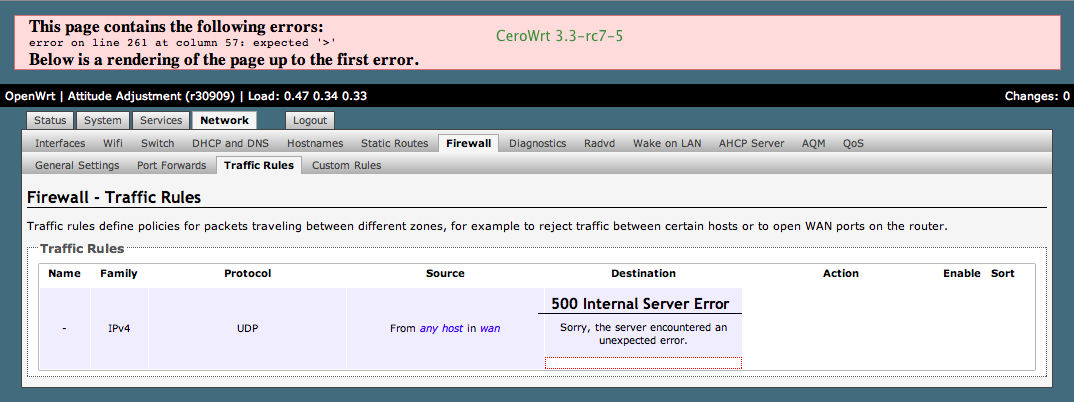 This page contains the following errors:
error on line 261 at column 57: expected '>'
CeroWrt 3.3-rc7-5
Below is a rendering of the page up to the first error.
OpenWrt | Attitude Adjustment (r30909) | Load: 0.47 0.34 0.33 Changes: 0
Status System Services Network Logout
Interfaces Wifi Switch DHCP and DNS Hostnames Static Routes Firewall Diagnostics Radvd Wake on LAN AHCP Server AQM QoS
General Settings Port Forwards Traffic Rules Custom Rules
Firewall - Traffic Rules
Traffic rules define policies for packets traveling between different zones, for example to reject traffic between certain hosts or to open WAN ports on the router.
Traffic Rules
Name Family Protocol Source Destination Action Enable Sort
500 Internal Server Error
- IPv4 UDP From any host in wan
Sorry, the server encountered an
unexpected error.